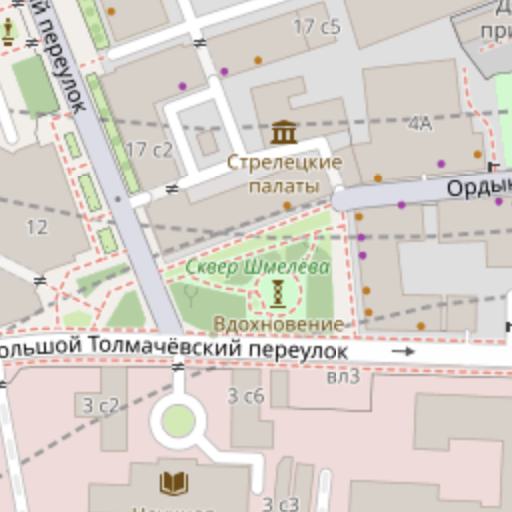 й переулок
17 с5
4А
17 с2
Стрелецкие
палаты
Орды
12
Сквер Шмелёва
Вдохновение
ольшой Толмачёвский переулок
вл3
3 с2
3 с6
3 с3